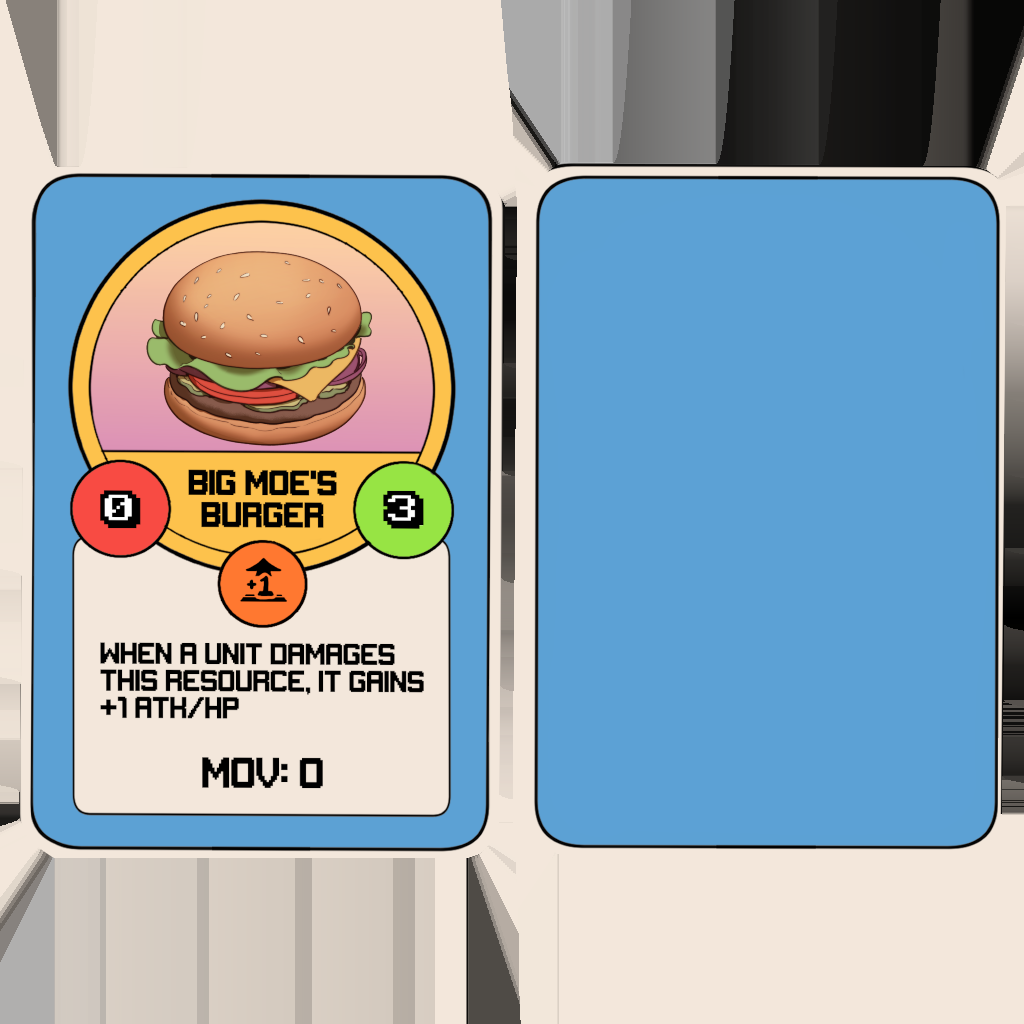 BIG MOE'S
BURGER
0
3
+1
WHEN A UNIT DAMAGES
THIS RESOURCE, IT GAINS
+1 ATK/HP
MOV: 0